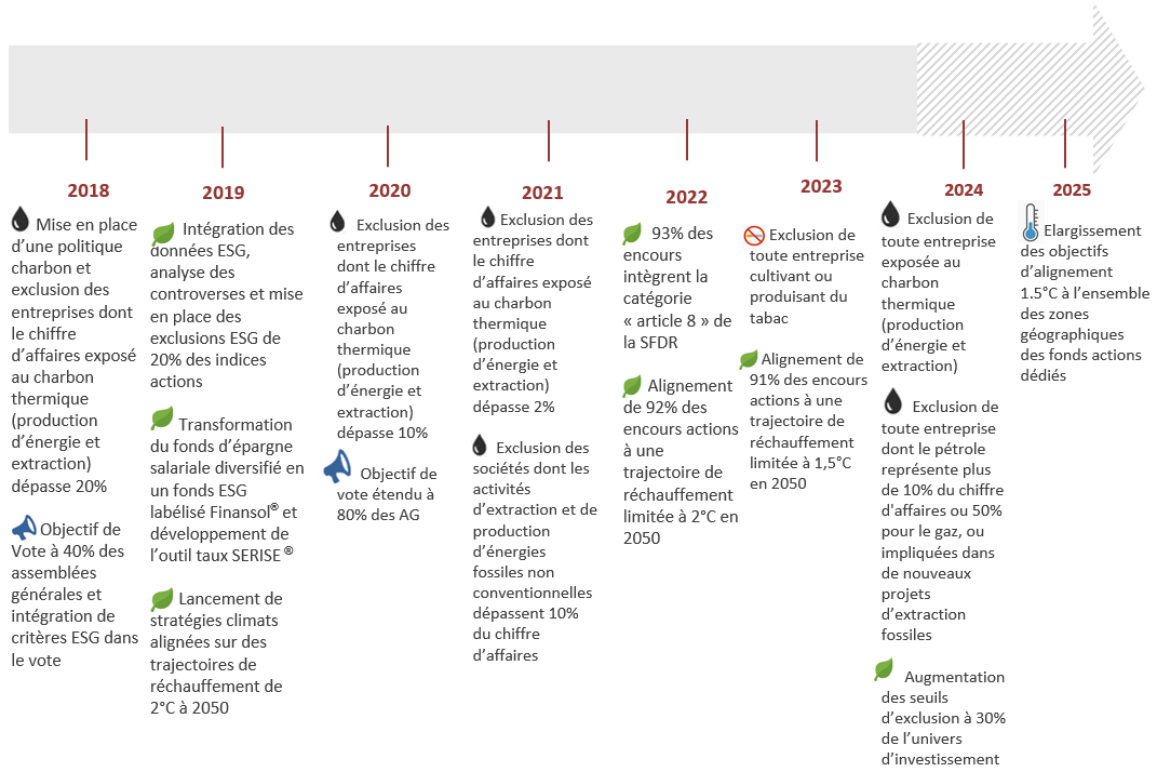 2018
Mise en place
d'une politique
charbon et
exclusion des
entreprises dont
le chiffre
d'affaires exposé
au charbon
thermique
(production
d'énergie et
extraction)
dépasse 20%
Objectif de
Vote à 40% des
assemblées
générales et
intégration de
critères ESG dans
le vote
2019
Intégration des
données ESG,
analyse des
controverses et mise
en place des
exclusions ESG de
20% des indices
actions
Transformation
du fonds d'épargne
salariale diversifié en
un fonds ESG
labélisé Finansol® et
développement de
l'outil taux SERISE ®
Lancement de
stratégies climats
alignées sur des
trajectoires de
réchauffement de
2°C à 2050
2020
Exclusion des
entreprises
dont le chiffre
d'affaires
exposé au
charbon
thermique
(production
d'énergie et
extraction)
dépasse 10%
Objectif de
vote étendu à
80% des AG
2021
Exclusion des
entreprises dont
le chiffre
d'affaires exposé
au charbon
thermique
(production
d'énergie et
extraction)
dépasse 2%
Exclusion des
sociétés dont les
activités
d'extraction et de
production
d'énergies
fossiles non
conventionnelles
dépassent 10%
du chiffre
d'affaires
2022
93% des
encours
intègrent la
catégorie
« article 8 » de
la SFDR
Alignement
de 92% des
encours actions
à une
trajectoire de
réchauffement
limitée à 2°C en
2050
2023
Exclusion de
toute entreprise
cultivant ou
produisant du
tabac
Alignement de
91% des encours
actions à une
trajectoire de
réchauffement
limitée à 1,5°C
en 2050
2024
Exclusion de
toute entreprise
exposée au
charbon
thermique
(production
d'énergie et
extraction)
Exclusion de
toute entreprise
dont le pétrole
représente plus
de 10% du chiffre
d'affaires ou 50%
pour le gaz, ou
impliquées dans
de nouveaux
projets
d'extraction
fossiles
Augmentation
des seuils
d'exclusion à 30%
de l'univers
d'investissement
2025
Elargissement
des objectifs
d'alignement
1.5°C à l'ensemble
des zones
géographiques
des fonds actions
dédiés